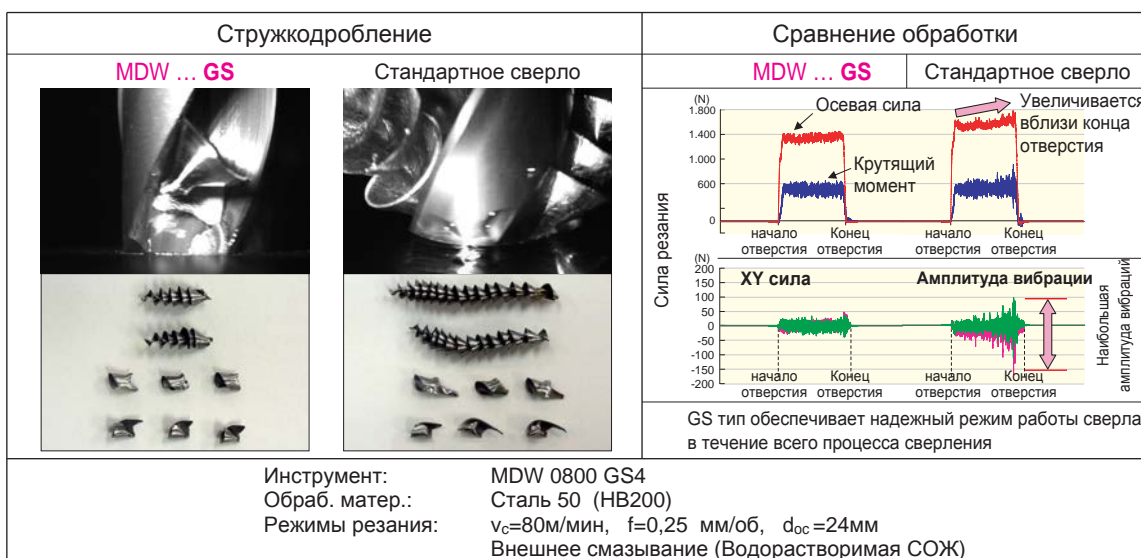 Стружкодробление
MDW ... GS
Стандартное сверло
Сравнение обработки
MDW ... GS
Стандартное сверло
Сила резания
(N)
1.800
1.400
1.000
600
0
Осевая сила
Крутящий
момент
Увеличивается
вблизи конца
отверстия
начало
отверстия
Конец
отверстия
начало
отверстия
Конец
отверстия
(N)
200
150
100
50
0
-50
-100
-150
-200
XY сила
Амплитуда вибрации
Наибольшая
амплитуда вибраций
начало
отверстия
Конец
отверстия
начало
отверстия
Конец
отверстия
GS тип обеспечивает надежный режим работы сверла
в течение всего процесса сверления
Инструмент: MDW 0800 GS4
Обраб. матер.: Сталь 50 (HB200)
Режимы резания: vc=80м/мин, f=0,25 мм/об, dос=24мм
Внешнее смазывание (Водорастворимая СОЖ)